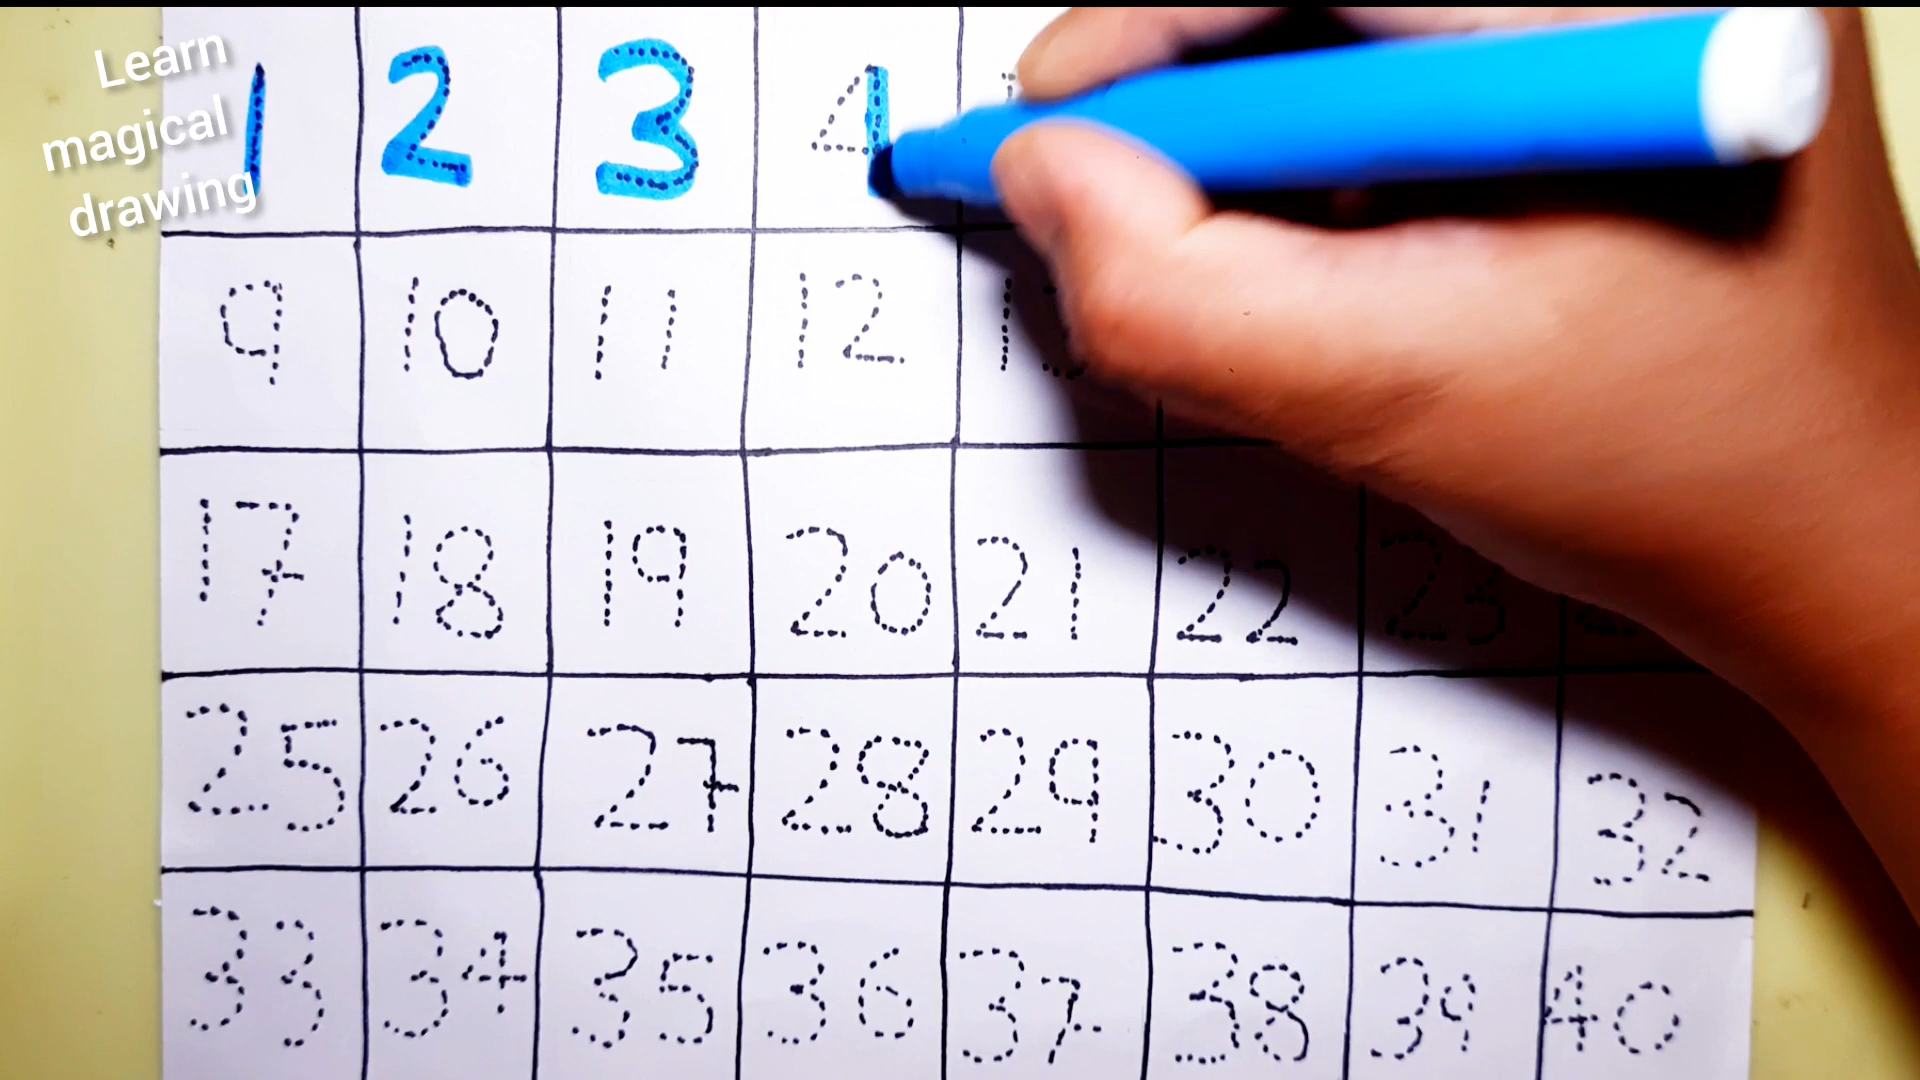 Learn
magical
drawing
1 2 3 4
9 10 11 12
17 18 19 20 21 22 23
25 26 27 28 29 30 31 32
33 34 35 36 37 38 39 40